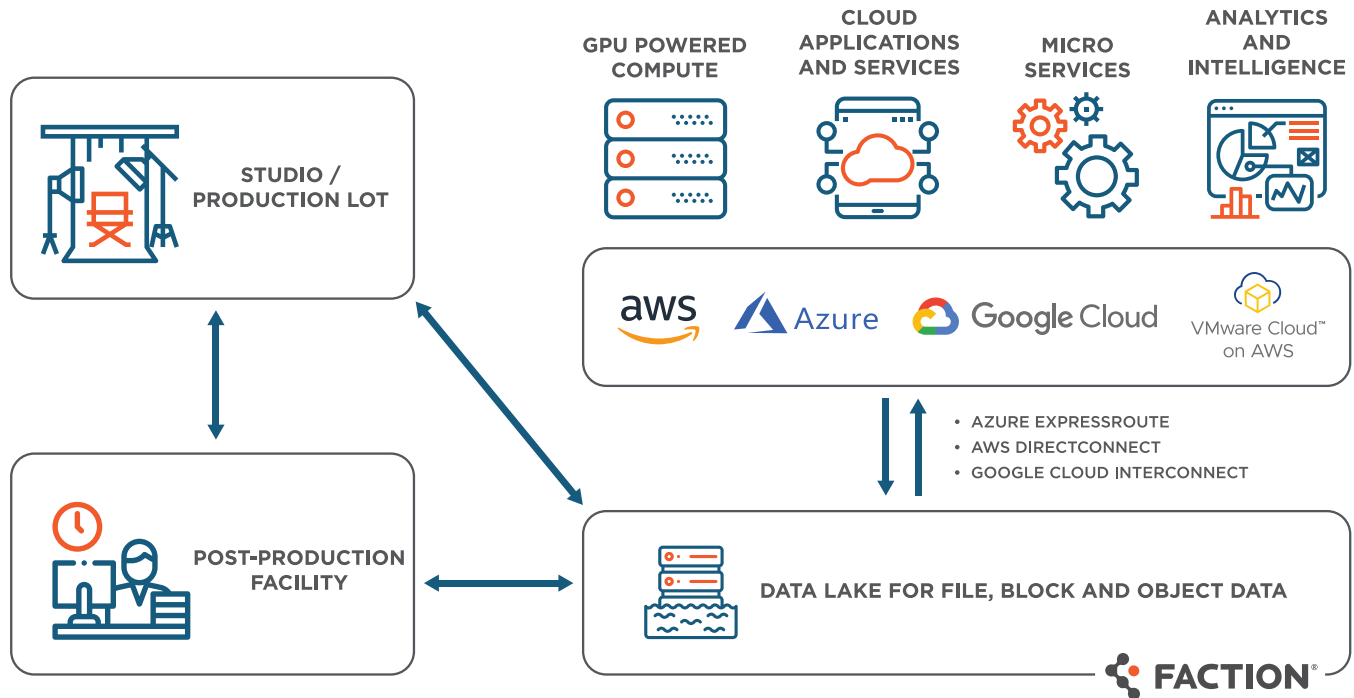 GPU POWERED
COMPUTE
CLOUD
APPLICATIONS
AND SERVICES
MICRO
SERVICES
ANALYTICS
AND
INTELLIGENCE
STUDIO /
PRODUCTION LOT
aws
Azure
Google Cloud
VMware Cloud™
on AWS
• AZURE EXPRESSROUTE
• AWS DIRECTCONNECT
• GOOGLE CLOUD INTERCONNECT
POST-PRODUCTION
FACILITY
DATA LAKE FOR FILE, BLOCK AND OBJECT DATA
FACTION®